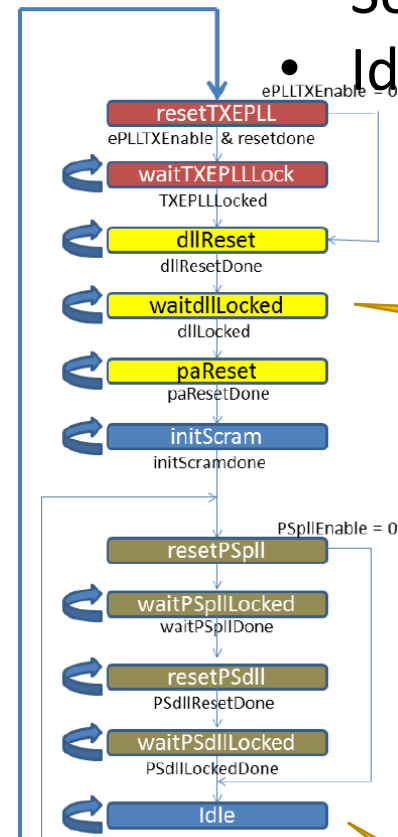 • Id
ePLLTXEnable = 0
resetTXEPLL
ePLLTXEnable & resetdone
waitTXEPLLLock
TXEPLLLocked
dllReset
dllResetDone
waitdllLocked
dllLocked
paReset
paResetDone
initScram
initScramdone
PSpllEnable = 0
resetPSpll
waitPSpllLocked
waitPSpllDone
resetPSdll
PSdllResetDone
waitPSdllLocked
PSdllLockedDone
Idle